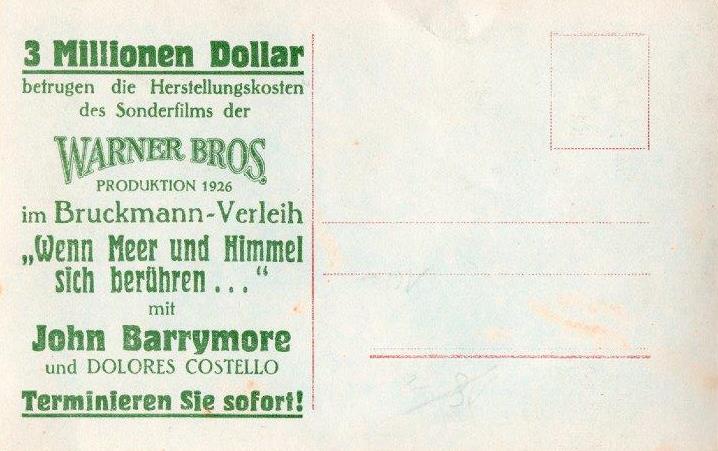 3 Millionen Dollar
betrugen die Herstellungskosten
des Sonderfilms der
WARNER BROS.
PRODUKTION 1926
im Bruckmann-Verleih
„Wenn Meer und Himmel
sich berühren . . .“
mit
John Barrymore
und DOLORES COSTELLO
Terminieren Sie sofort!